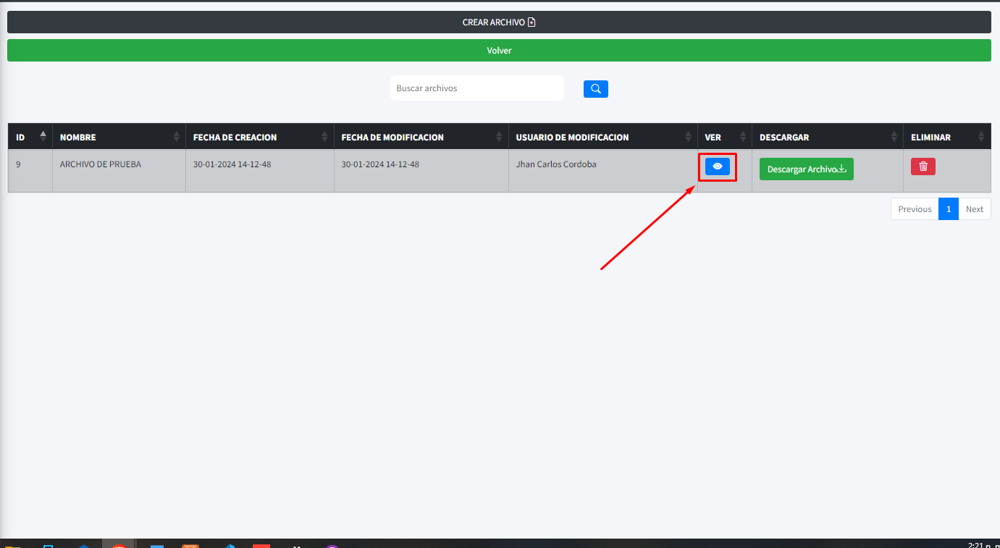 CREAR ARCHIVO
Volver
Buscar archivos
ID NOMBRE FECHA DE CREACION FECHA DE MODIFICACION USUARIO DE MODIFICACION VER DESCARGAR ELIMINAR
9 ARCHIVO DE PRUEBA 30-01-2024 14-12-48 30-01-2024 14-12-48 Jhan Carlos Cordoba Descargar Archivo
Previous 1 Next
2:21 p. m